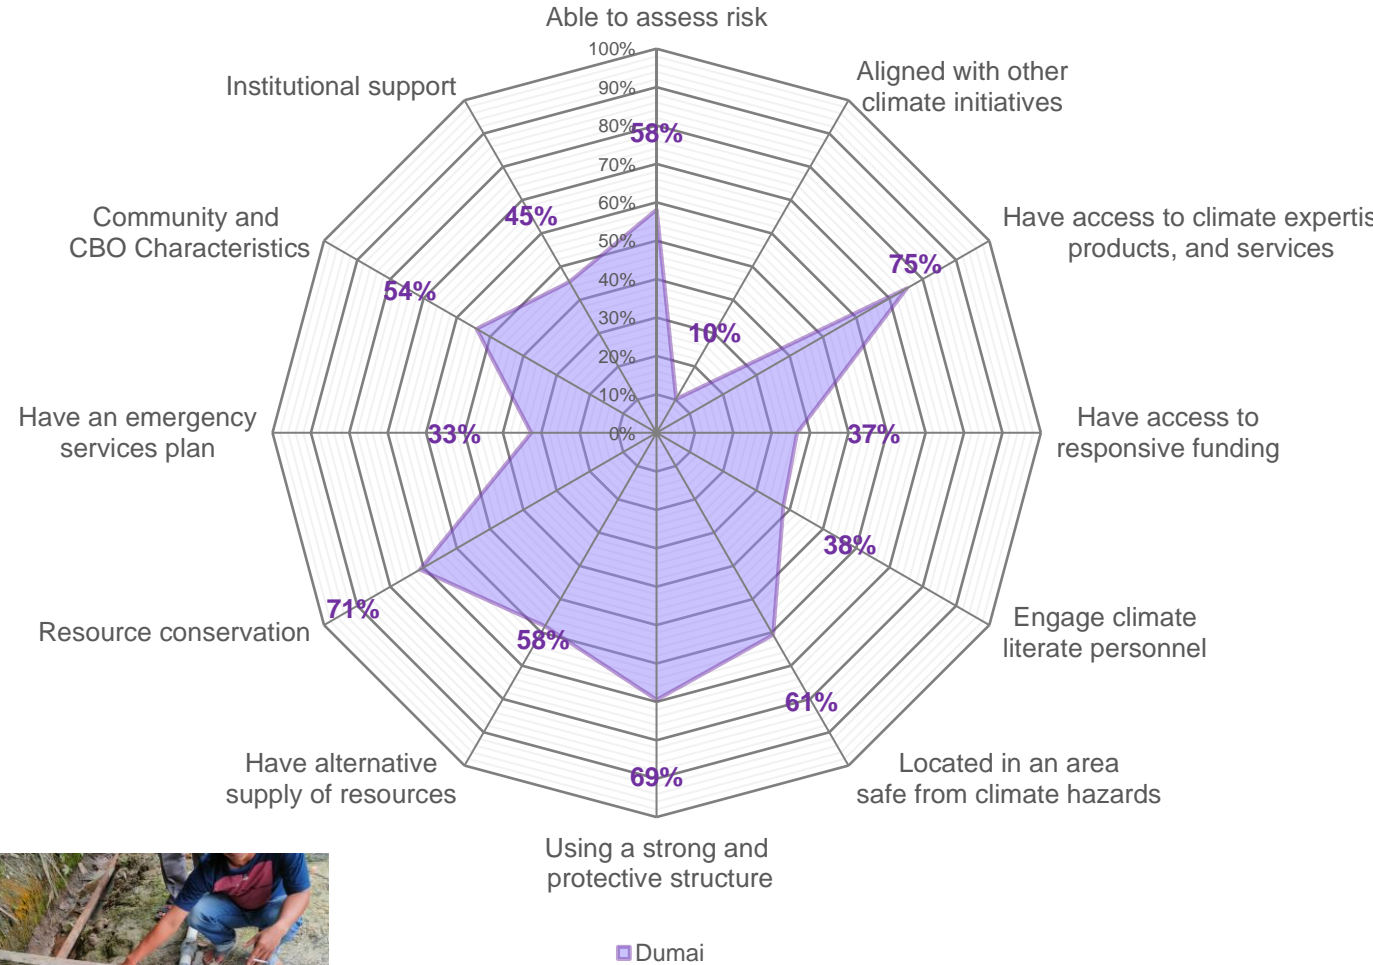 Able to assess risk
100%
Aligned with other
climate initiatives
Institutional support
90%
80%
58%
70%
60%
45%
Community and
CBO Characteristics
Have access to climate expertis
products, and services
50%
75%
54%
40%
30%
10%
20%
10%
Have an emergency
services plan
33%
0%
37%
Have access to
responsive funding
38%
71%
Resource conservation
58%
Engage climate
literate personnel
61%
Have alternative
supply of resources
69%
Located in an area
safe from climate hazards
Using a strong and
protective structure
Dumai